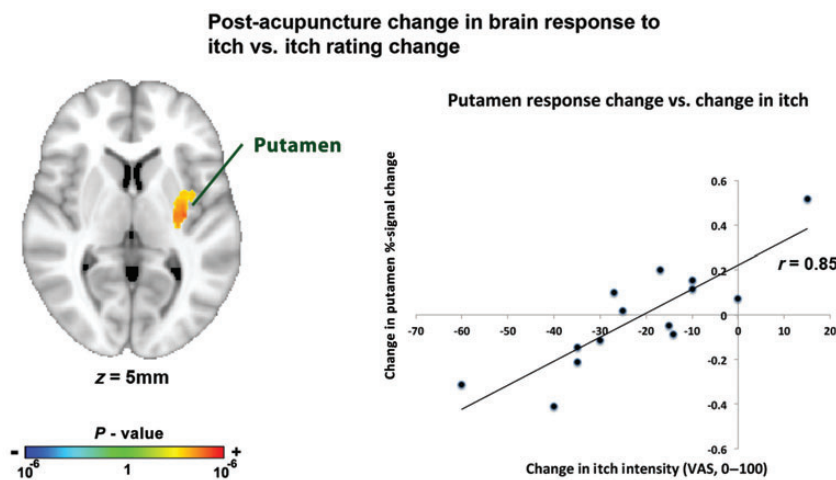 Post-acupuncture change in brain response to
itch vs. itch rating change
Putamen
z = 5mm
P - value
- +
10-6 1 10-6
Putamen response change vs. change in itch
0.6
0.4
0.2
r = 0.85
0
-70 -60 -50 -40 -30 -20 -10 0 10 20
-0.2
-0.4
-0.6
Change in putamen %-signal change
Change in itch intensity (VAS, 0–100)